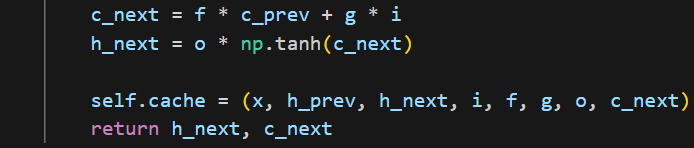 c_next = f * c_prev + g * i
h_next = o * np.tanh(c_next)
self.cache = (x, h_prev, h_next, i, f, g, o, c_next)
return h_next, c_next